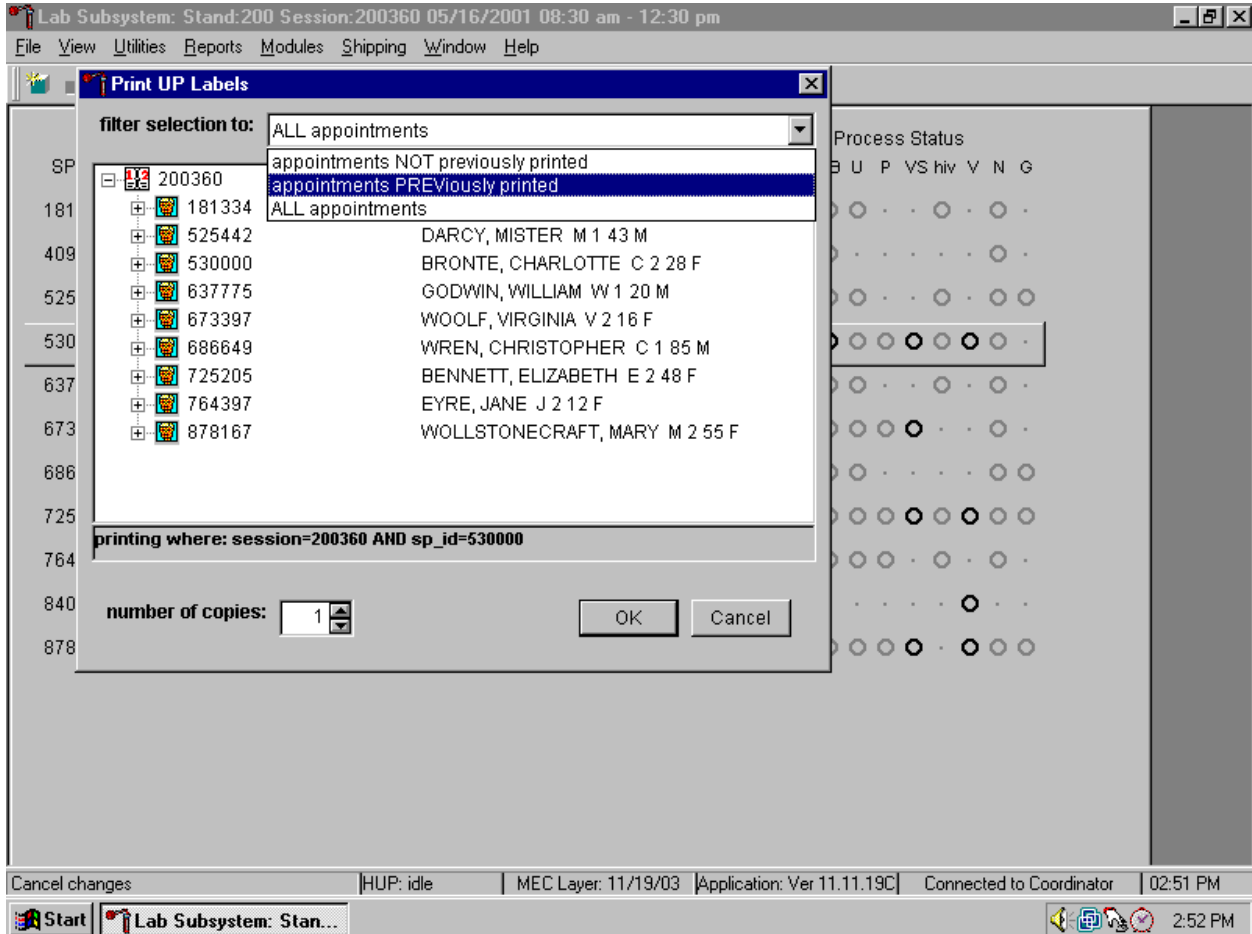 Lab Subsystem: Stand:200 Session:200360 05/16/2001 08:30 am - 12:30 pm
File View Utilities Reports Modules Shipping Window Help
Print UP Labels
filter selection to: ALL appointments
appointments NOT previously printed
appointments PREViously printed
ALL appointments
Process Status
SP
U P VS hiv V N G
200360
181334
525442 DARCY, MISTER M 1 43 M
530000 BRONTE, CHARLOTTE C 2 28 F
637775 GODWIN, WILLIAM W 1 20 M
673397 WOOLF, VIRGINIA V 2 16 F
686649 WREN, CHRISTOPHER C 1 85 M
725205 BENNETT, ELIZABETH E 2 48 F
764397 EYRE, JANE J 2 12 F
878167 WOLLSTONECRAFT, MARY M 2 55 F
181
409
525
530
637
673
686
725
764
840
878
printing where: session=200360 AND sp_id=530000
number of copies: 1
OK Cancel
Cancel changes HUP: idle MEC Layer: 11/19/03 Application: Ver 11.11.19C Connected to Coordinator 02:51 PM
Start Lab Subsystem: Stan... 2:52 PM